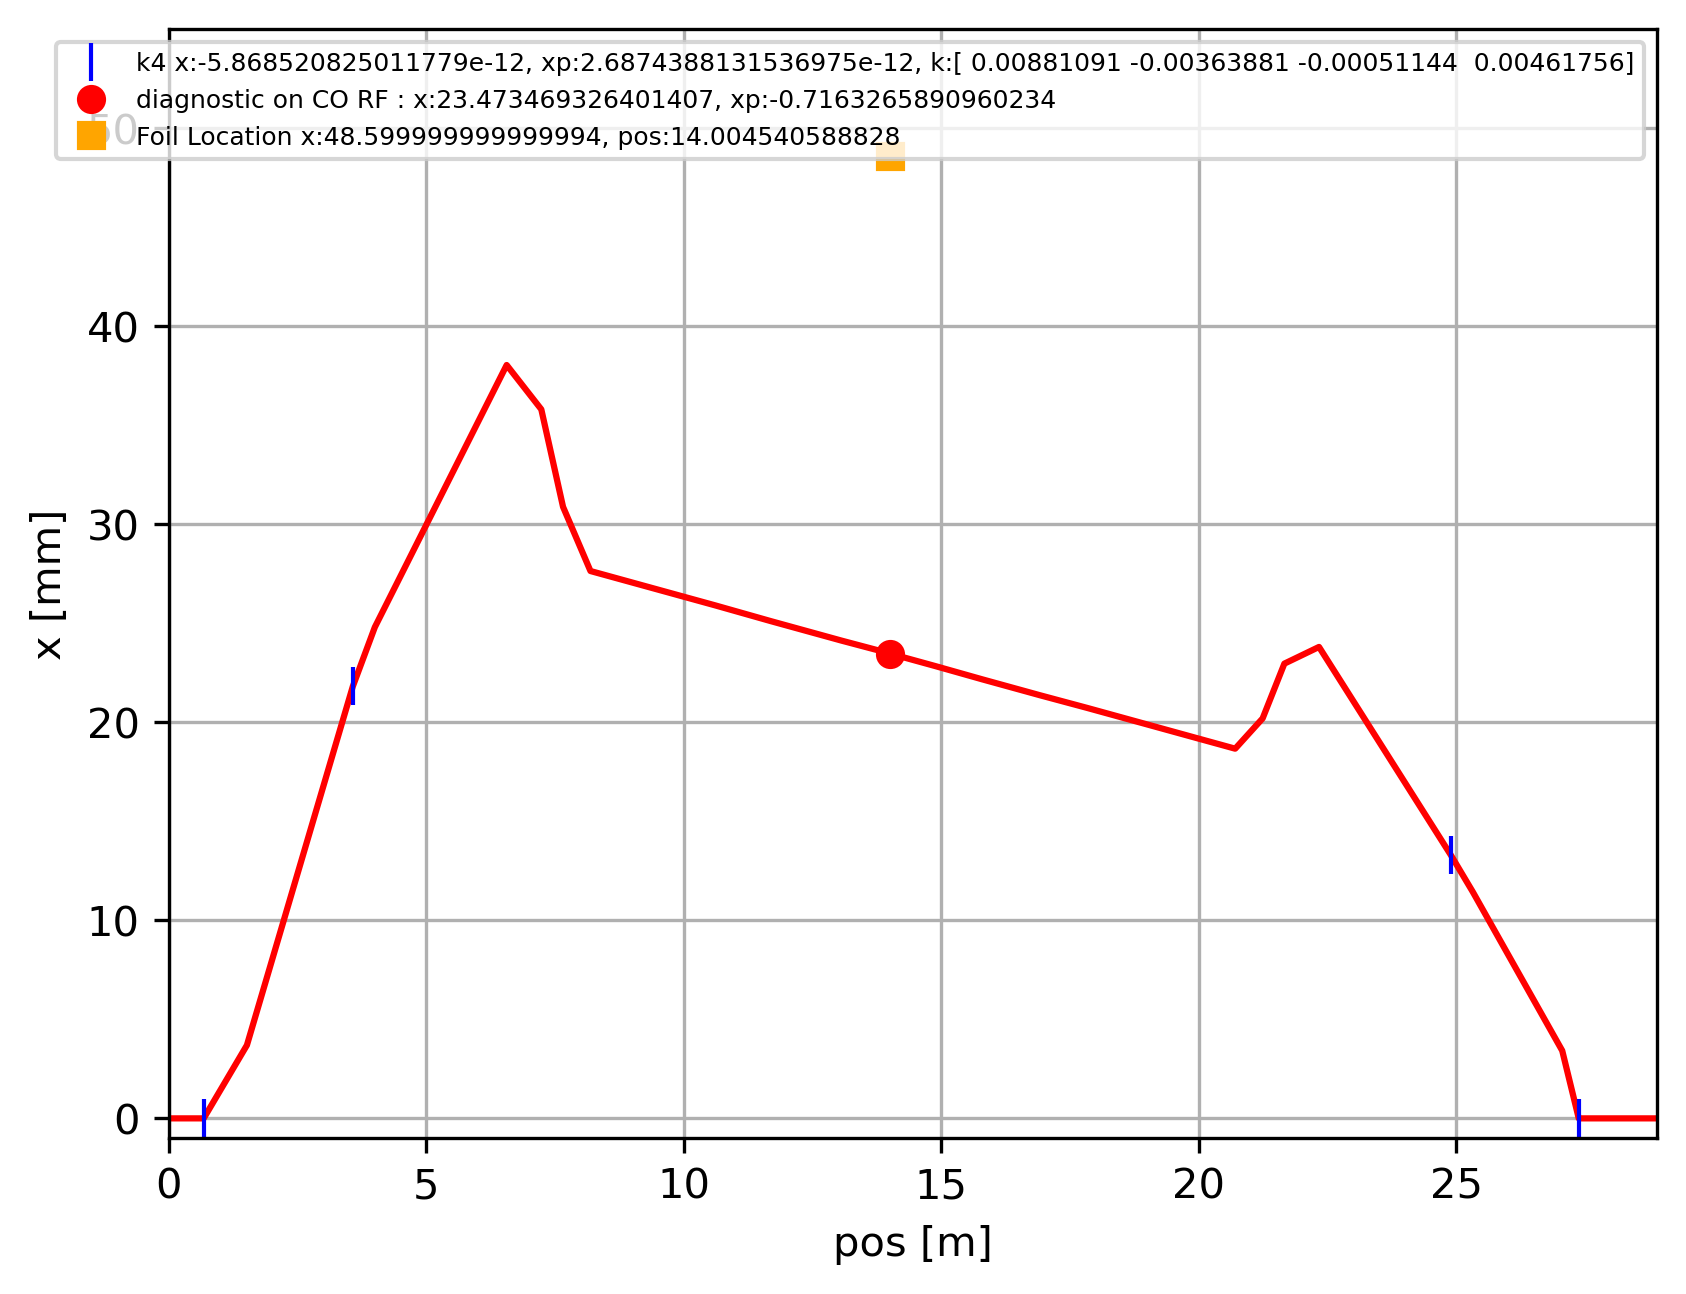 k4 x:-5.868520825011779e-12, xp:2.6874388131536975e-12, k:[ 0.00881091 -0.00363881 -0.00051144  0.00461756]
diagnostic on CO RF : x:23.473469326401407, xp:-0.7163265890960234
Foil Location x:48.599999999999994, pos:14.004540588828
50
40
30
20
10
0
x [mm]
0 5 10 15 20 25
pos [m]